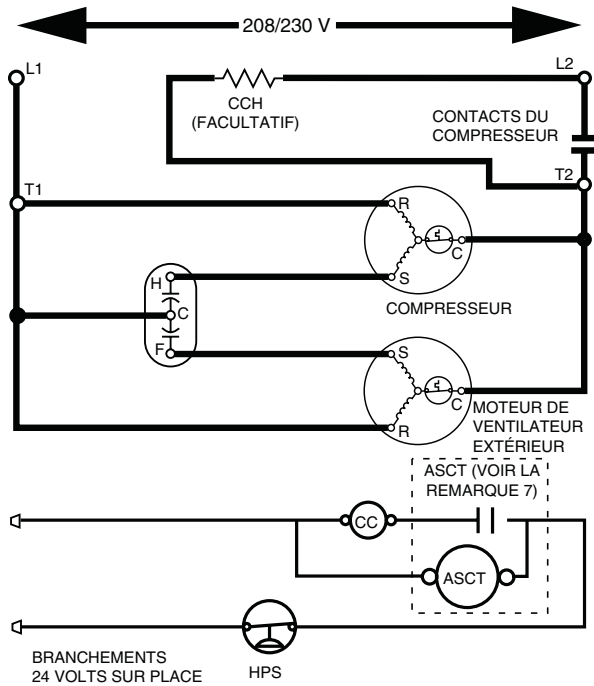 208/230 V
L1
L2
CCH
(FACULTATIF)
CONTACTS DU
COMPRESSEUR
T1
T2
R
C
S
COMPRESSEUR
H
C
F
S
C
R
MOTEUR DE
VENTILATEUR
EXTÉRIEUR
ASCT (VOIR LA
REMARQUE 7)
CC
ASCT
BRANCHEMENTS
24 VOLTS SUR PLACE
HPS